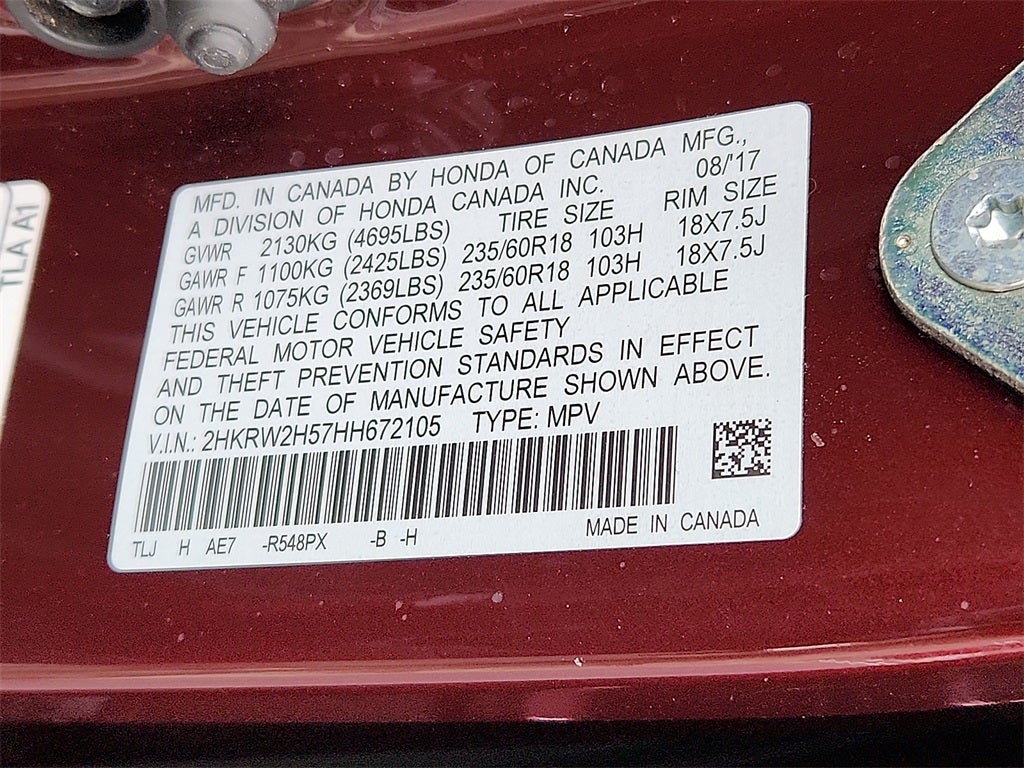 TLA A1
MFD. IN CANADA BY HONDA OF CANADA MFG.,
A DIVISION OF HONDA CANADA INC. 08/'17
GVWR 2130KG (4695LBS) TIRE SIZE RIM SIZE
GAWR F 1100KG (2425LBS) 235/60R18 103H 18X7.5J
GAWR R 1075KG (2369LBS) 235/60R18 103H 18X7.5J
THIS VEHICLE CONFORMS TO ALL APPLICABLE
FEDERAL MOTOR VEHICLE SAFETY
AND THEFT PREVENTION STANDARDS IN EFFECT
ON THE DATE OF MANUFACTURE SHOWN ABOVE.
V.I.N.: 2HKRW2H57HH672105 TYPE: MPV
TLJ H AE7 -R548PX -B -H MADE IN CANADA